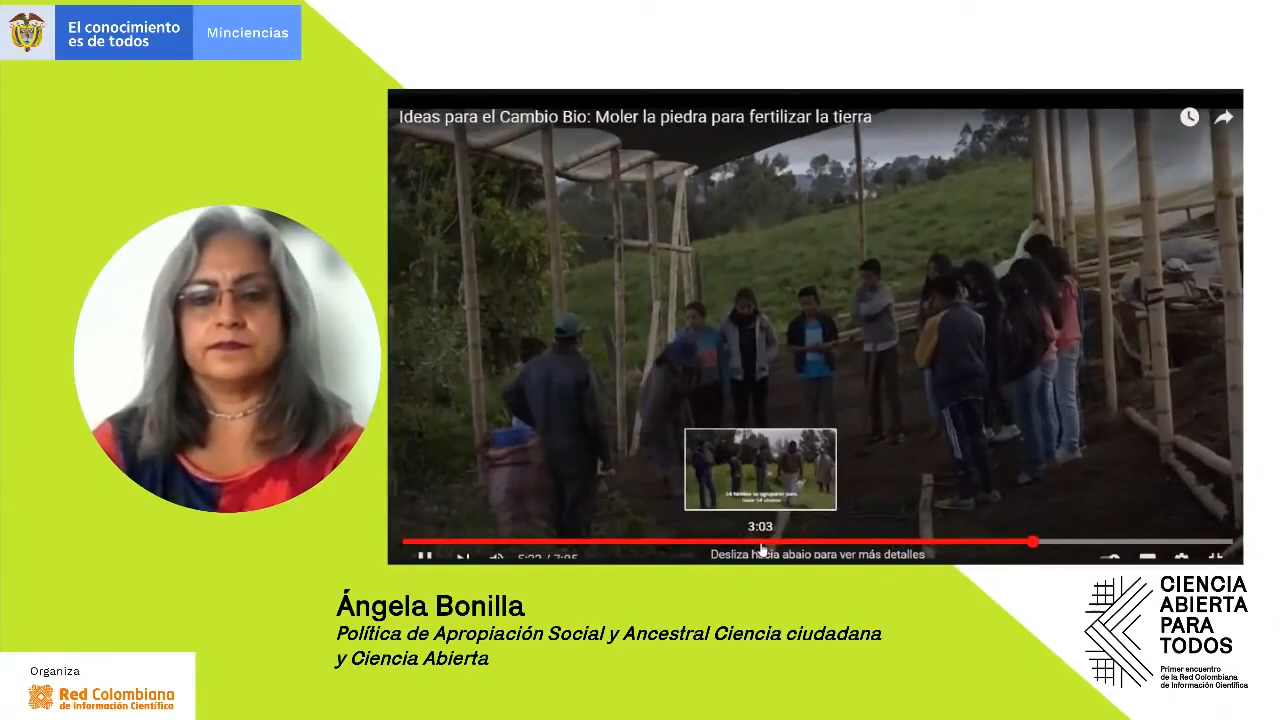 El conocimiento
es de todos
Minciencias
Ideas para el Cambio Bio: Moler la piedra para fertilizar la tierra
3:03
Desliza hacia abajo para ver más detalles
Ángela Bonilla
Política de Apropiación Social y Ancestral Ciencia ciudadana
y Ciencia Abierta
CIENCIA
ABIERTA
PARA
TODOS
Primer encuentro
de la Red Colombiana
de Información Científica
Organiza
Red Colombiana
de Información Científica